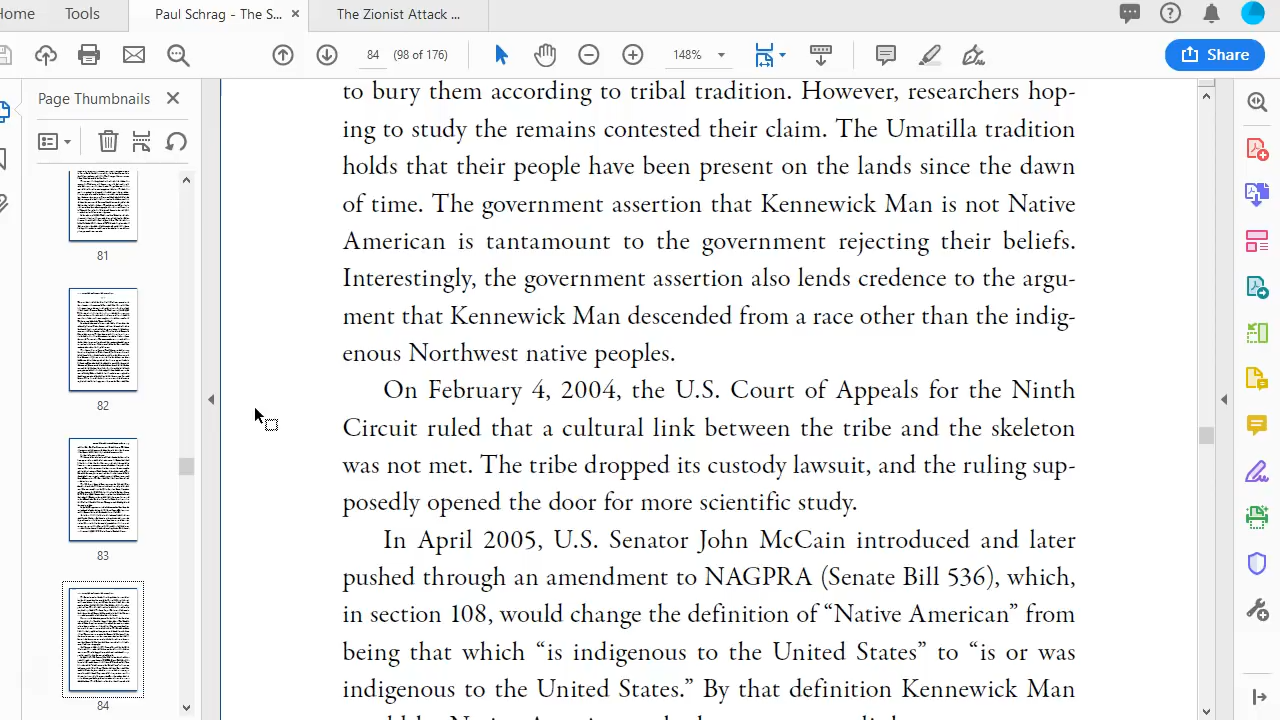 Home
Tools
Paul Schrag - The S...
The Zionist Attack ...
84
(98 of 176)
148%
Share
Page Thumbnails
81
82
83
84
to bury them according to tribal tradition. However, researchers hop-
ing to study the remains contested their claim. The Umatilla tradition
holds that their people have been present on the lands since the dawn
of time. The government assertion that Kennewick Man is not Native
American is tantamount to the government rejecting their beliefs.
Interestingly, the government assertion also lends credence to the argu-
ment that Kennewick Man descended from a race other than the indig-
enous Northwest native peoples.
On February 4, 2004, the U.S. Court of Appeals for the Ninth
Circuit ruled that a cultural link between the tribe and the skeleton
was not met. The tribe dropped its custody lawsuit, and the ruling sup-
posedly opened the door for more scientific study.
In April 2005, U.S. Senator John McCain introduced and later
pushed through an amendment to NAGPRA (Senate Bill 536), which,
in section 108, would change the definition of “Native American” from
being that which “is indigenous to the United States” to “is or was
indigenous to the United States.” By that definition Kennewick Man